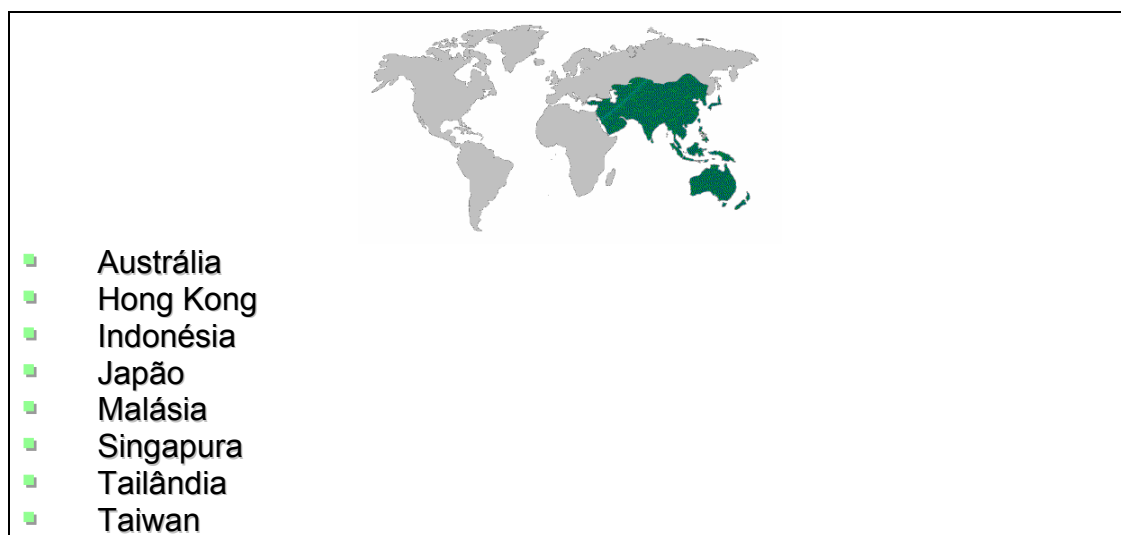 Austrália
Hong Kong
Indonésia
Japão
Malásia
Singapura
Tailândia
Taiwan